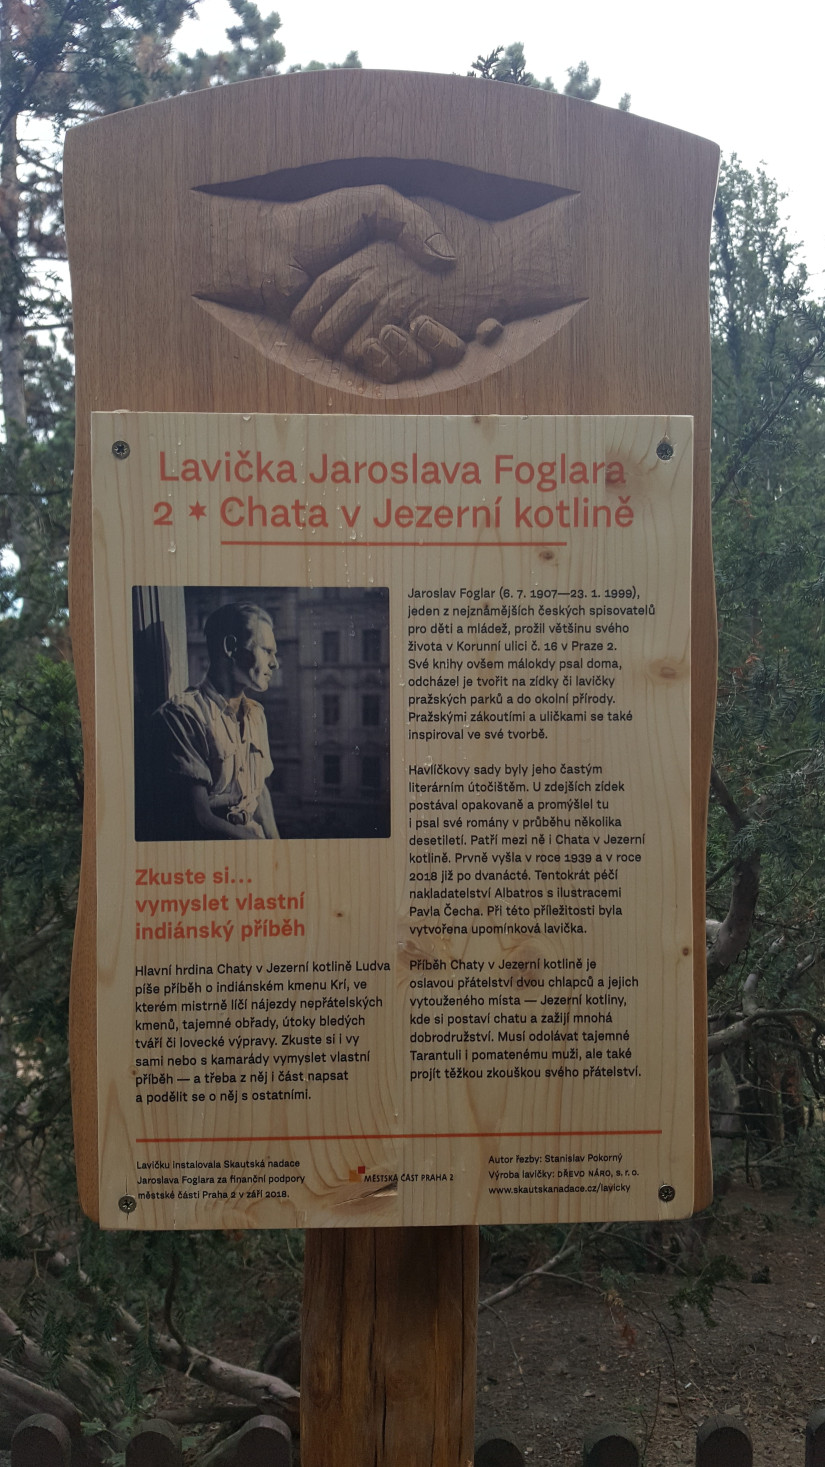 Lavička Jaroslava Foglara
2 ✶ Chata v Jezerní kotlině
Jaroslav Foglar (6. 7. 1907—23. 1. 1999),
jeden z nejznámějších českých spisovatelů
pro děti a mládež, prožil většinu svého
života v Korunní ulici č. 16 v Praze 2.
Své knihy ovšem málokdy psal doma,
odcházel je tvořit na zídky či lavičky
pražských parků a do okolní přírody.
Pražskými zákoutími a uličkami se také
inspiroval ve své tvorbě.
Havlíčkovy sady byly jeho častým
literárním útočištěm. U zdejších zídek
postával opakovaně a promýšlel tu
i psal své romány v průběhu několika
desetiletí. Patří mezi ně i Chata v Jezerní
kotlině. Prvně vyšla v roce 1939 a v roce
2018 již po dvanácté. Tentokrát péčí
nakladatelství Albatros s ilustracemi
Pavla Čecha. Při této příležitosti byla
vytvořena upomínková lavička.
Příběh Chaty v Jezerní kotlině je
oslavou přátelství dvou chlapců a jejich
vytouženého místa — Jezerní kotliny,
kde si postaví chatu a zažijí mnohá
dobrodružství. Musí odolávat tajemné
Tarantuli i pomatenému muži, ale také
projít těžkou zkouškou svého přátelství.
Zkuste si...
vymyslet vlastní
indiánský příběh
Hlavní hrdina Chaty v Jezerní kotlině Ludva
píše příběh o indiánském kmenu Krí, ve
kterém mistrně líčí nájezdy nepřátelských
kmenů, tajemné obřady, útoky bledých
tváří či lovecké výpravy. Zkuste si i vy
sami nebo s kamarády vymyslet vlastní
příběh — a třeba z něj i část napsat
a podělit se o něj s ostatními.
Lavičku instalovala Skautská nadace
Jaroslava Foglara za finanční podpory
městské části Praha 2 v září 2018.
MĚSTSKÁ ČÁST PRAHA 2
Autor řezby: Stanislav Pokorný
Výroba lavičky: DŘEVO NÁRO, s. r. o.
www.skautskanadace.cz/lavicky